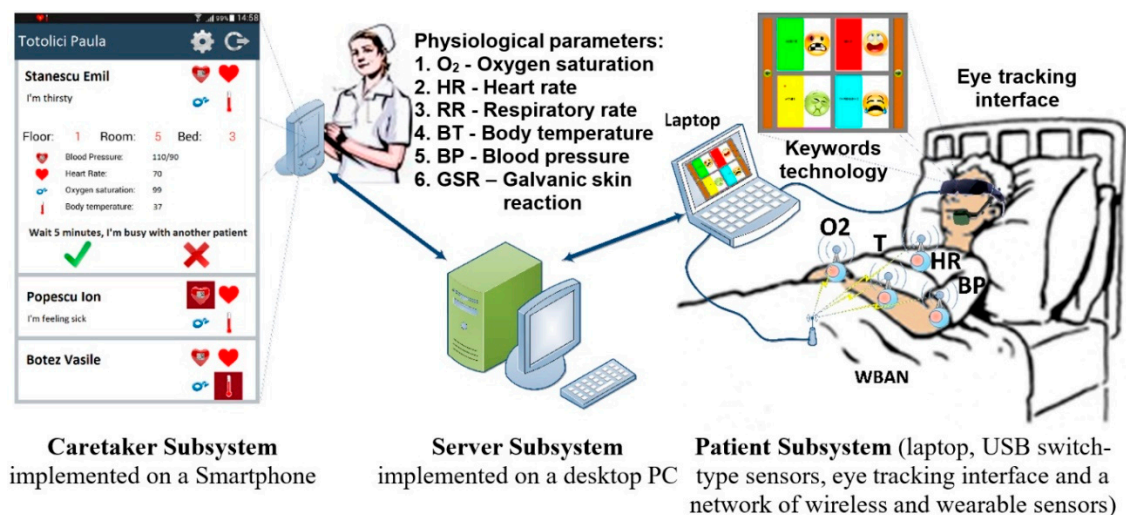 99% 14:58
Totolici Paula
Stanescu Emil
I'm thirsty
Floor: 1 Room: 5 Bed: 3
Blood Pressure: 110/90
Heart Rate: 70
Oxygen saturation: 99
Body temperature: 37
Wait 5 minutes, I'm busy with another patient
Popescu Ion
I'm feeling sick
Botez Vasile
Physiological parameters:
1. O₂ - Oxygen saturation
2. HR - Heart rate
3. RR - Respiratory rate
4. BT - Body temperature
5. BP - Blood pressure
6. GSR – Galvanic skin
reaction
Laptop
Eye tracking
interface
Keywords
technology
O2
T
HR
BP
WBAN
Caretaker Subsystem
implemented on a Smartphone
Server Subsystem
implemented on a desktop PC
Patient Subsystem (laptop, USB switch-
type sensors, eye tracking interface and a
network of wireless and wearable sensors)